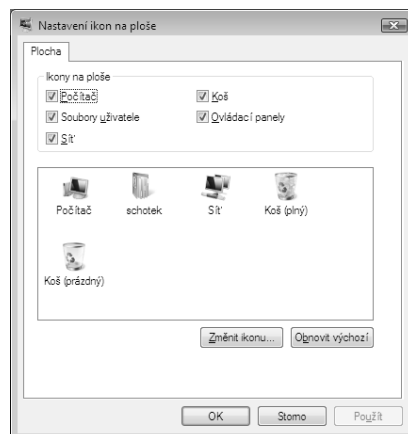 Nastavení ikon na ploše
Plocha
Ikony na ploše
Počítač
Koš
Soubory uživatele
Ovládací panely
Síť
Počítač schotek Síť Koš (plný)
Koš (prázdný)
Změnit ikonu... Obnovit výchozí
OK Storno Použít